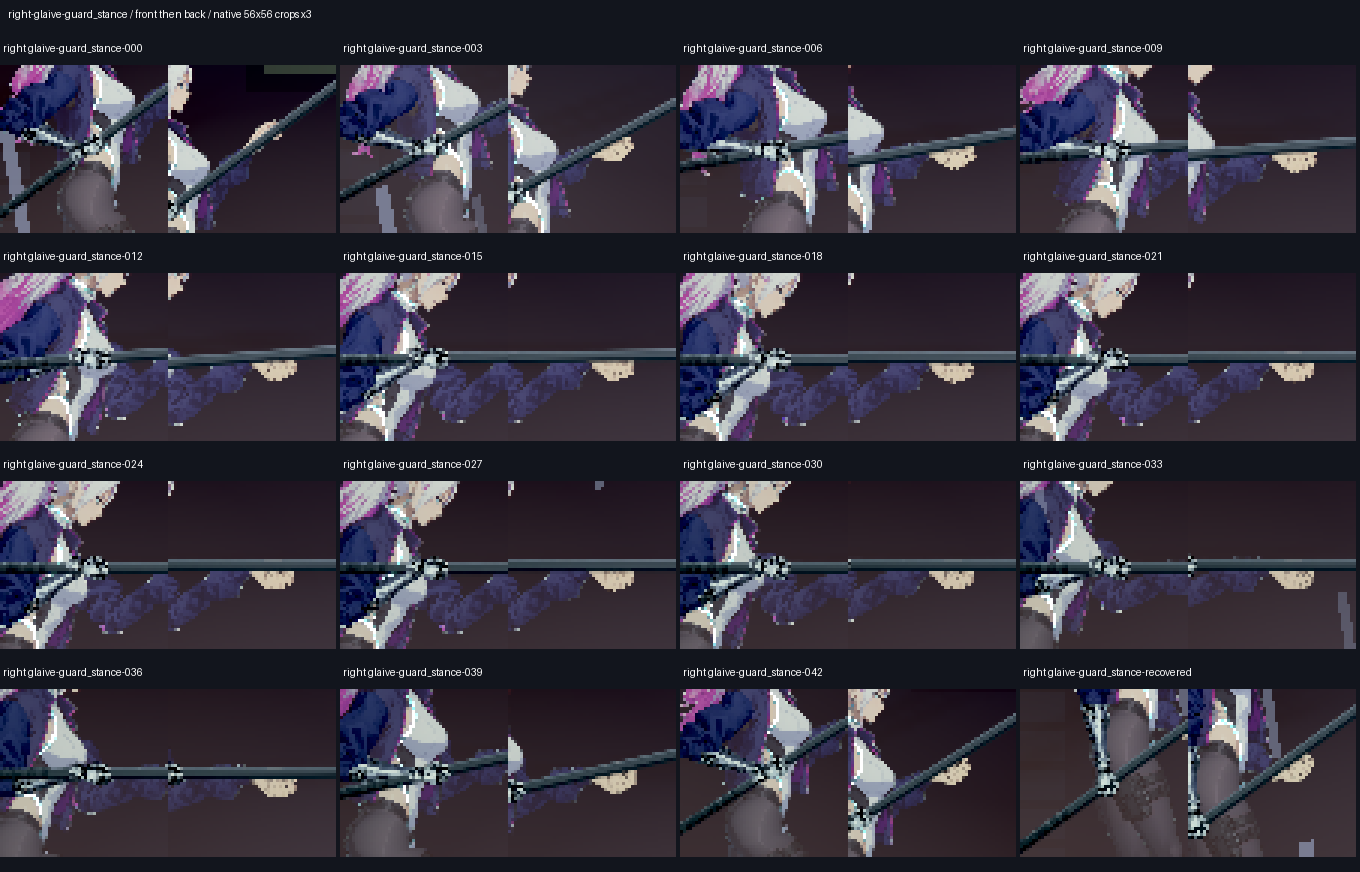 right-glaive-guard_stance / front then back / native 56x56 crops x3
right glaive-guard_stance-000
right glaive-guard_stance-003
right glaive-guard_stance-006
right glaive-guard_stance-009
right glaive-guard_stance-012
right glaive-guard_stance-015
right glaive-guard_stance-018
right glaive-guard_stance-021
right glaive-guard_stance-024
right glaive-guard_stance-027
right glaive-guard_stance-030
right glaive-guard_stance-033
right glaive-guard_stance-036
right glaive-guard_stance-039
right glaive-guard_stance-042
right glaive-guard_stance-recovered